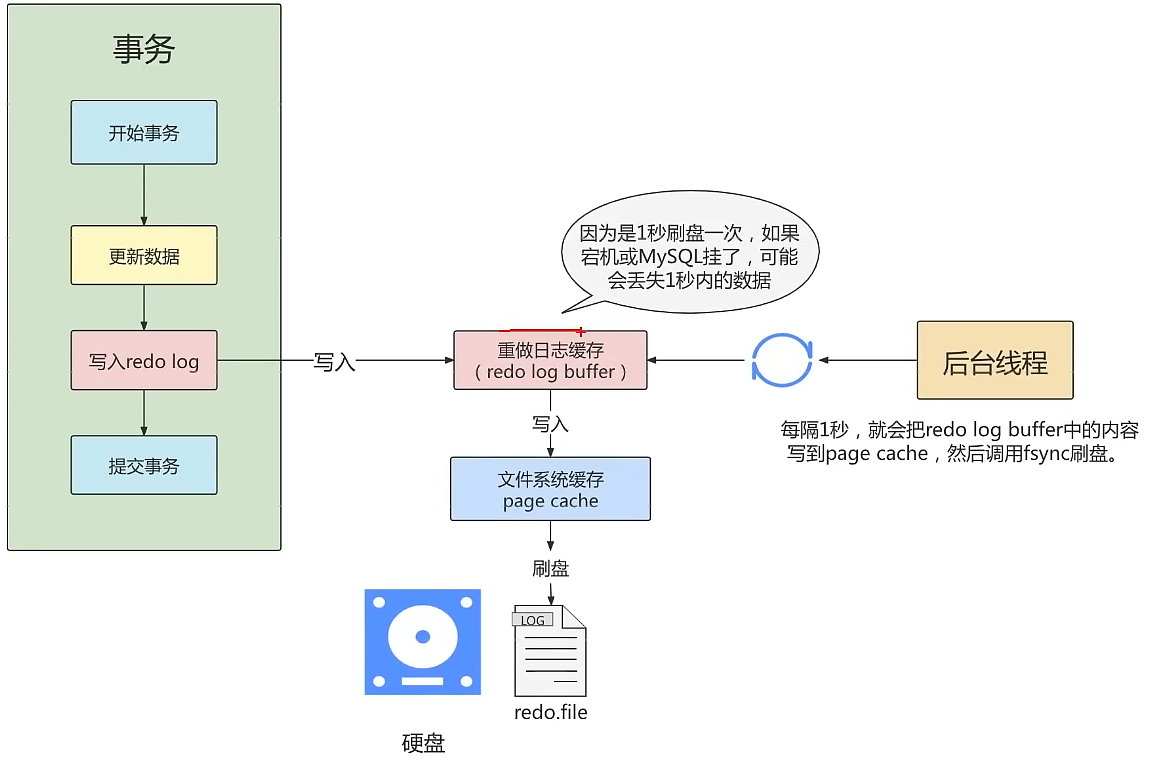 事务
开始事务
更新数据
写入redo log
提交事务
写入
因为是1秒刷盘一次，如果
宕机或MySQL挂了，可能
会丢失1秒内的数据
重做日志缓存
（redo log buffer）
写入
文件系统缓存
page cache
刷盘
LOG
redo.file
硬盘
后台线程
每隔1秒，就会把redo log buffer中的内容
写到page cache，然后调用fsync刷盘。